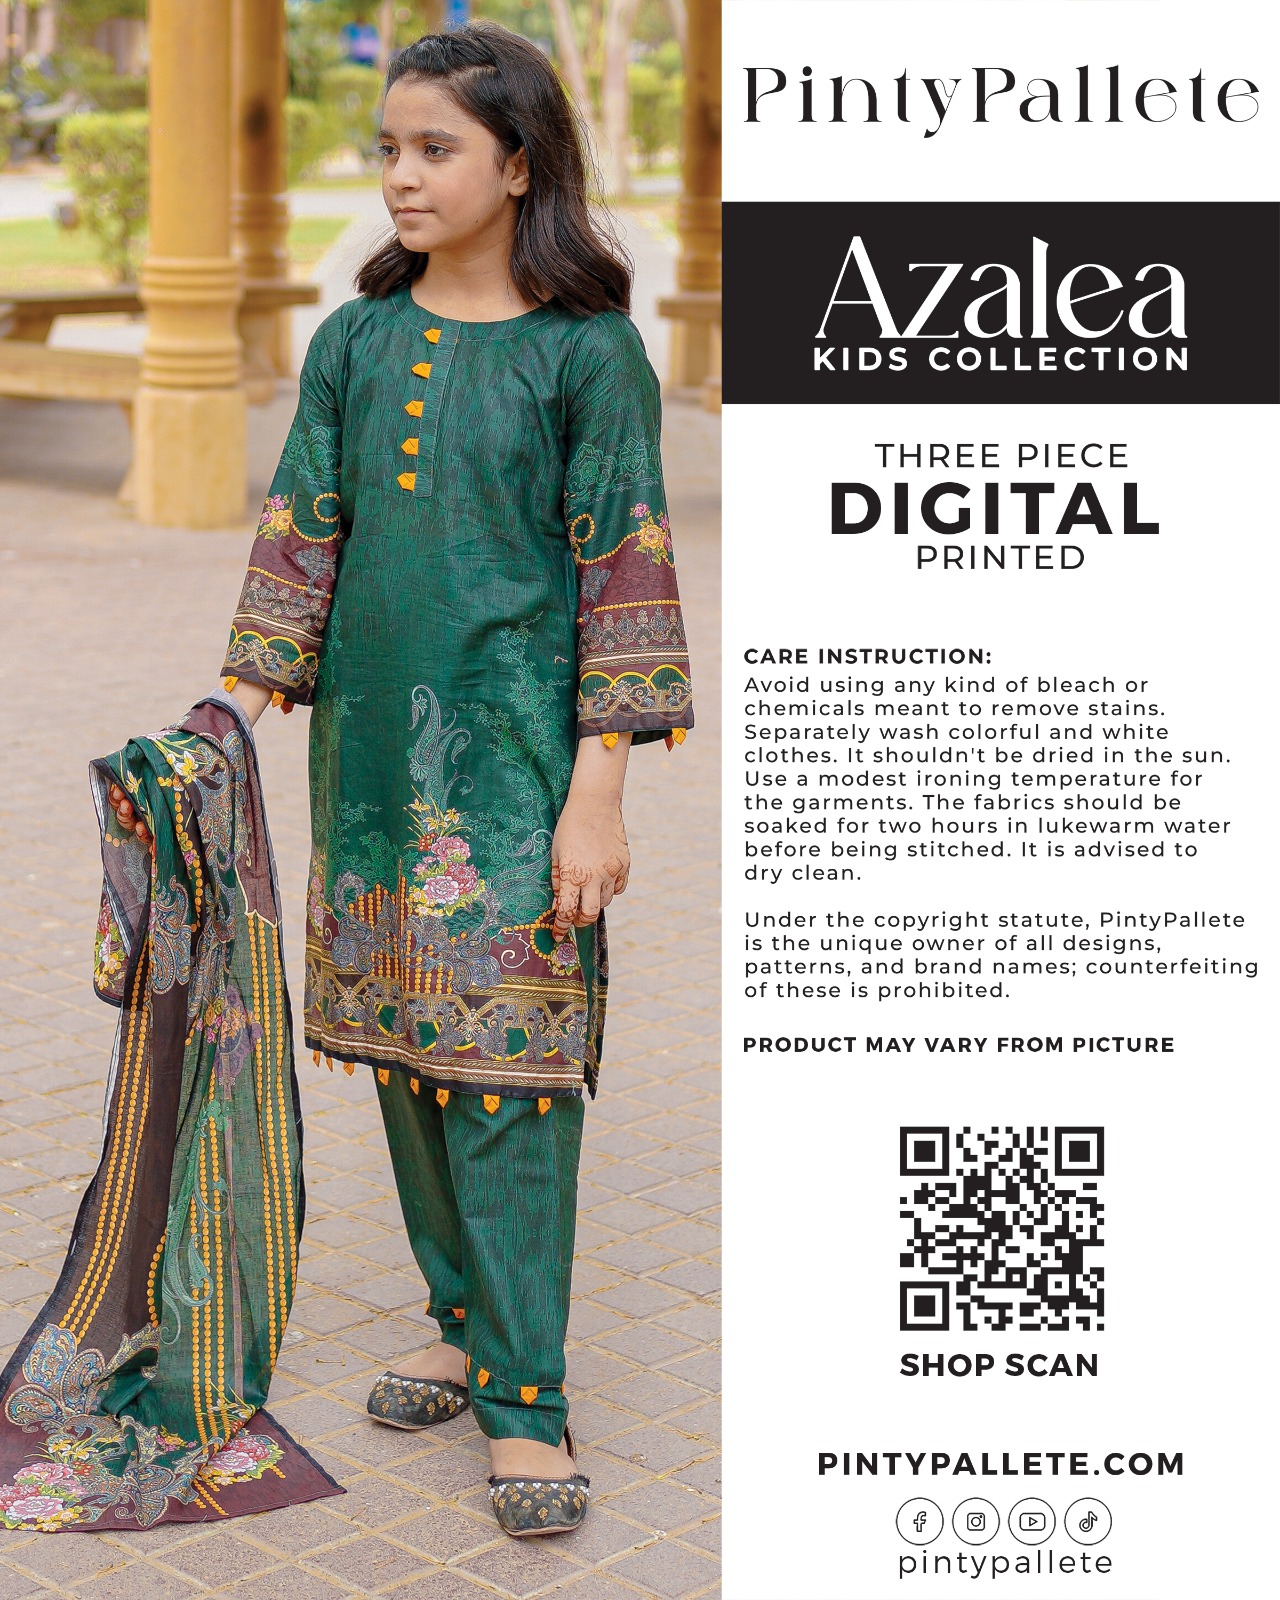 PintyPallete
Azalea
KIDS COLLECTION
THREE PIECE
DIGITAL
PRINTED
CARE INSTRUCTION:
Avoid using any kind of bleach or
chemicals meant to remove stains.
Separately wash colorful and white
clothes. It shouldn't be dried in the sun.
Use a modest ironing temperature for
the garments. The fabrics should be
soaked for two hours in lukewarm water
before being stitched. It is advised to
dry clean.
Under the copyright statute, PintyPallete
is the unique owner of all designs,
patterns, and brand names; counterfeiting
of these is prohibited.
PRODUCT MAY VARY FROM PICTURE
SHOP SCAN
PINTYPALLETE.COM
pintypallete